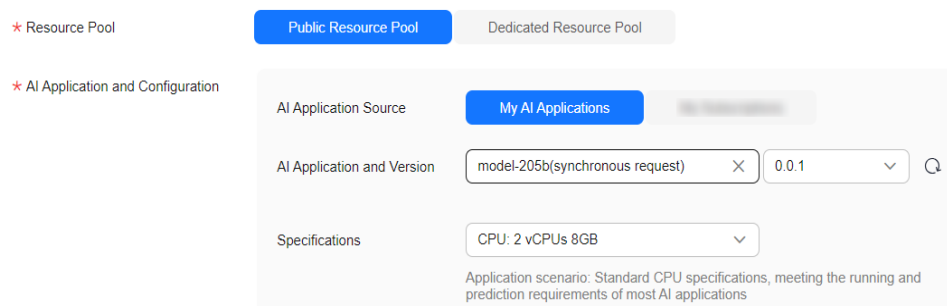 * Resource Pool
Public Resource Pool
Dedicated Resource Pool
* AI Application and Configuration
AI Application Source
My AI Applications
AI Application and Version
model-205b(synchronous request)
0.0.1
Specifications
CPU: 2 vCPUs 8GB
Application scenario: Standard CPU specifications, meeting the running and
prediction requirements of most AI applications